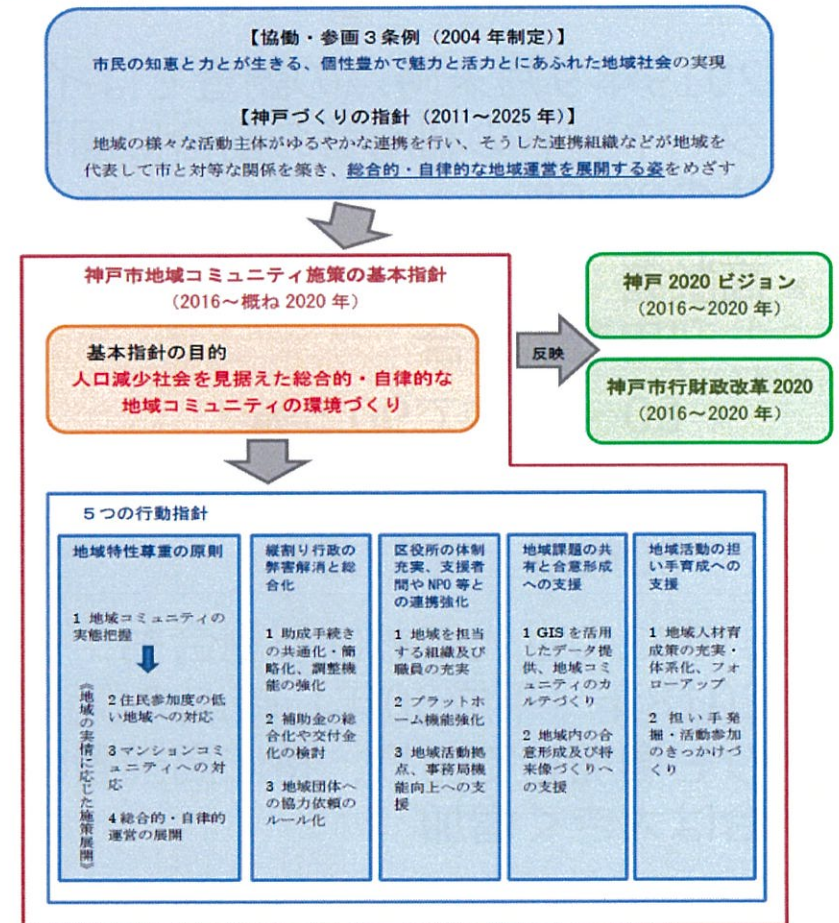 【協働・参画3条例（2004年制定）】
市民の知恵と力とが生きる、個性豊かで魅力と活力とにあふれた地域社会の実現
【神戸づくりの指針（2011～2025年）】
地域の様々な活動主体がゆるやかな連携を行い、そうした連携組織などが地域を
代表して市と対等な関係を築き、総合的・自律的な地域運営を展開する姿をめざす
神戸市地域コミュニティ施策の基本指針
（2016～概ね2020年）
基本指針の目的
人口減少社会を見据えた総合的・自律的な
地域コミュニティの環境づくり
反映
神戸2020ビジョン
（2016～2020年）
神戸市行財政改革2020
（2016～2020年）
5つの行動指針
地域特性尊重の原則
1 地域コミュニティの
実態把握
《地域の実情に応じた施策展開》
2 住民参加度の低
い地域への対応
3 マンションコミ
ュニティへの対
応
4 総合的・自律的
運営の展開
縦割り行政の
弊害解消と総
合化
1 助成手続き
の共通化・簡
略化、調整機
能の強化
2 補助金の総
合化や交付金
化の検討
3 地域団体へ
の協力依頼の
ルール化
区役所の体制
充実、支援者
間やNPO等と
の連携強化
1 地域を担当
する組織及び
職員の充実
2 プラットホ
ーム機能強化
3 地域活動拠
点、事務局機
能向上への支
援
地域課題の共
有と合意形成
への支援
1 GISを活用
したデータ提
供、地域コミ
ュニティのカ
ルテづくり
2 地域内の合
意形成及び将
来像づくりへ
の支援
地域活動の担
い手育成への
支援
1 地域人材育
成策の充実・
体系化、フォ
ローアップ
2 担い手発
掘・活動参加
のきっかけづ
くり